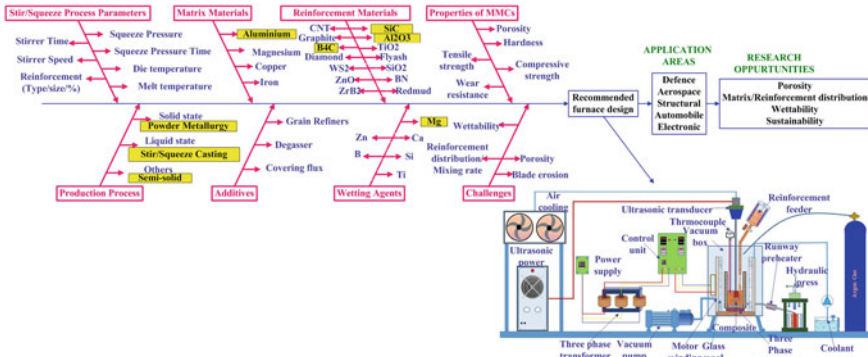 Stir/Squeeze Process Parameters
Squeeze Pressure
Stirrer Time
Squeeze Pressure Time
Stirrer Speed
Die temperature
Reinforcement
(Type/size/%)
Melt temperature
Matrix Materials
Aluminium
Magnesium
Copper
Iron
Reinforcement Materials
CNT
SiC
Graphite
Al2O3
B4C
TiO2
Diamond
Flyash
WS2
SiO2
ZnO
BN
ZrB2
Redmud
Properties of MMCs
Porosity
Hardness
Tensile
strength
Compressive
strength
Wear
resistance
Recommended
furnace design
APPLICATION
AREAS
Defence
Aerospace
Structural
Automobile
Electronic
RESEARCH
OPPURTUNITIES
Porosity
Matrix/Reinforcement distribution
Wettability
Sustainability
Solid state
Powder Metallurgy
Liquid state
Stir/Squeeze Casting
Others
Semi-solid
Production Process
Grain Refiners
Degasser
Covering flux
Additives
Mg
Zn
Ca
B
Si
Ti
Wetting Agents
Wettability
Reinforcement
distribution/
Mixing rate
Porosity
Blade erosion
Challenges
Air
cooling
Ultrasonic
power
Power
supply
Three phase
transformer
Vacuum
pump
Control
unit
Ultrasonic transducer
Thrmocouple
Vacuum
box
Reinforcement
feeder
Runway
preheater
Hydraulic
press
Argon Gas
Composite
Motor
Glass
Three
Phase
Coolant